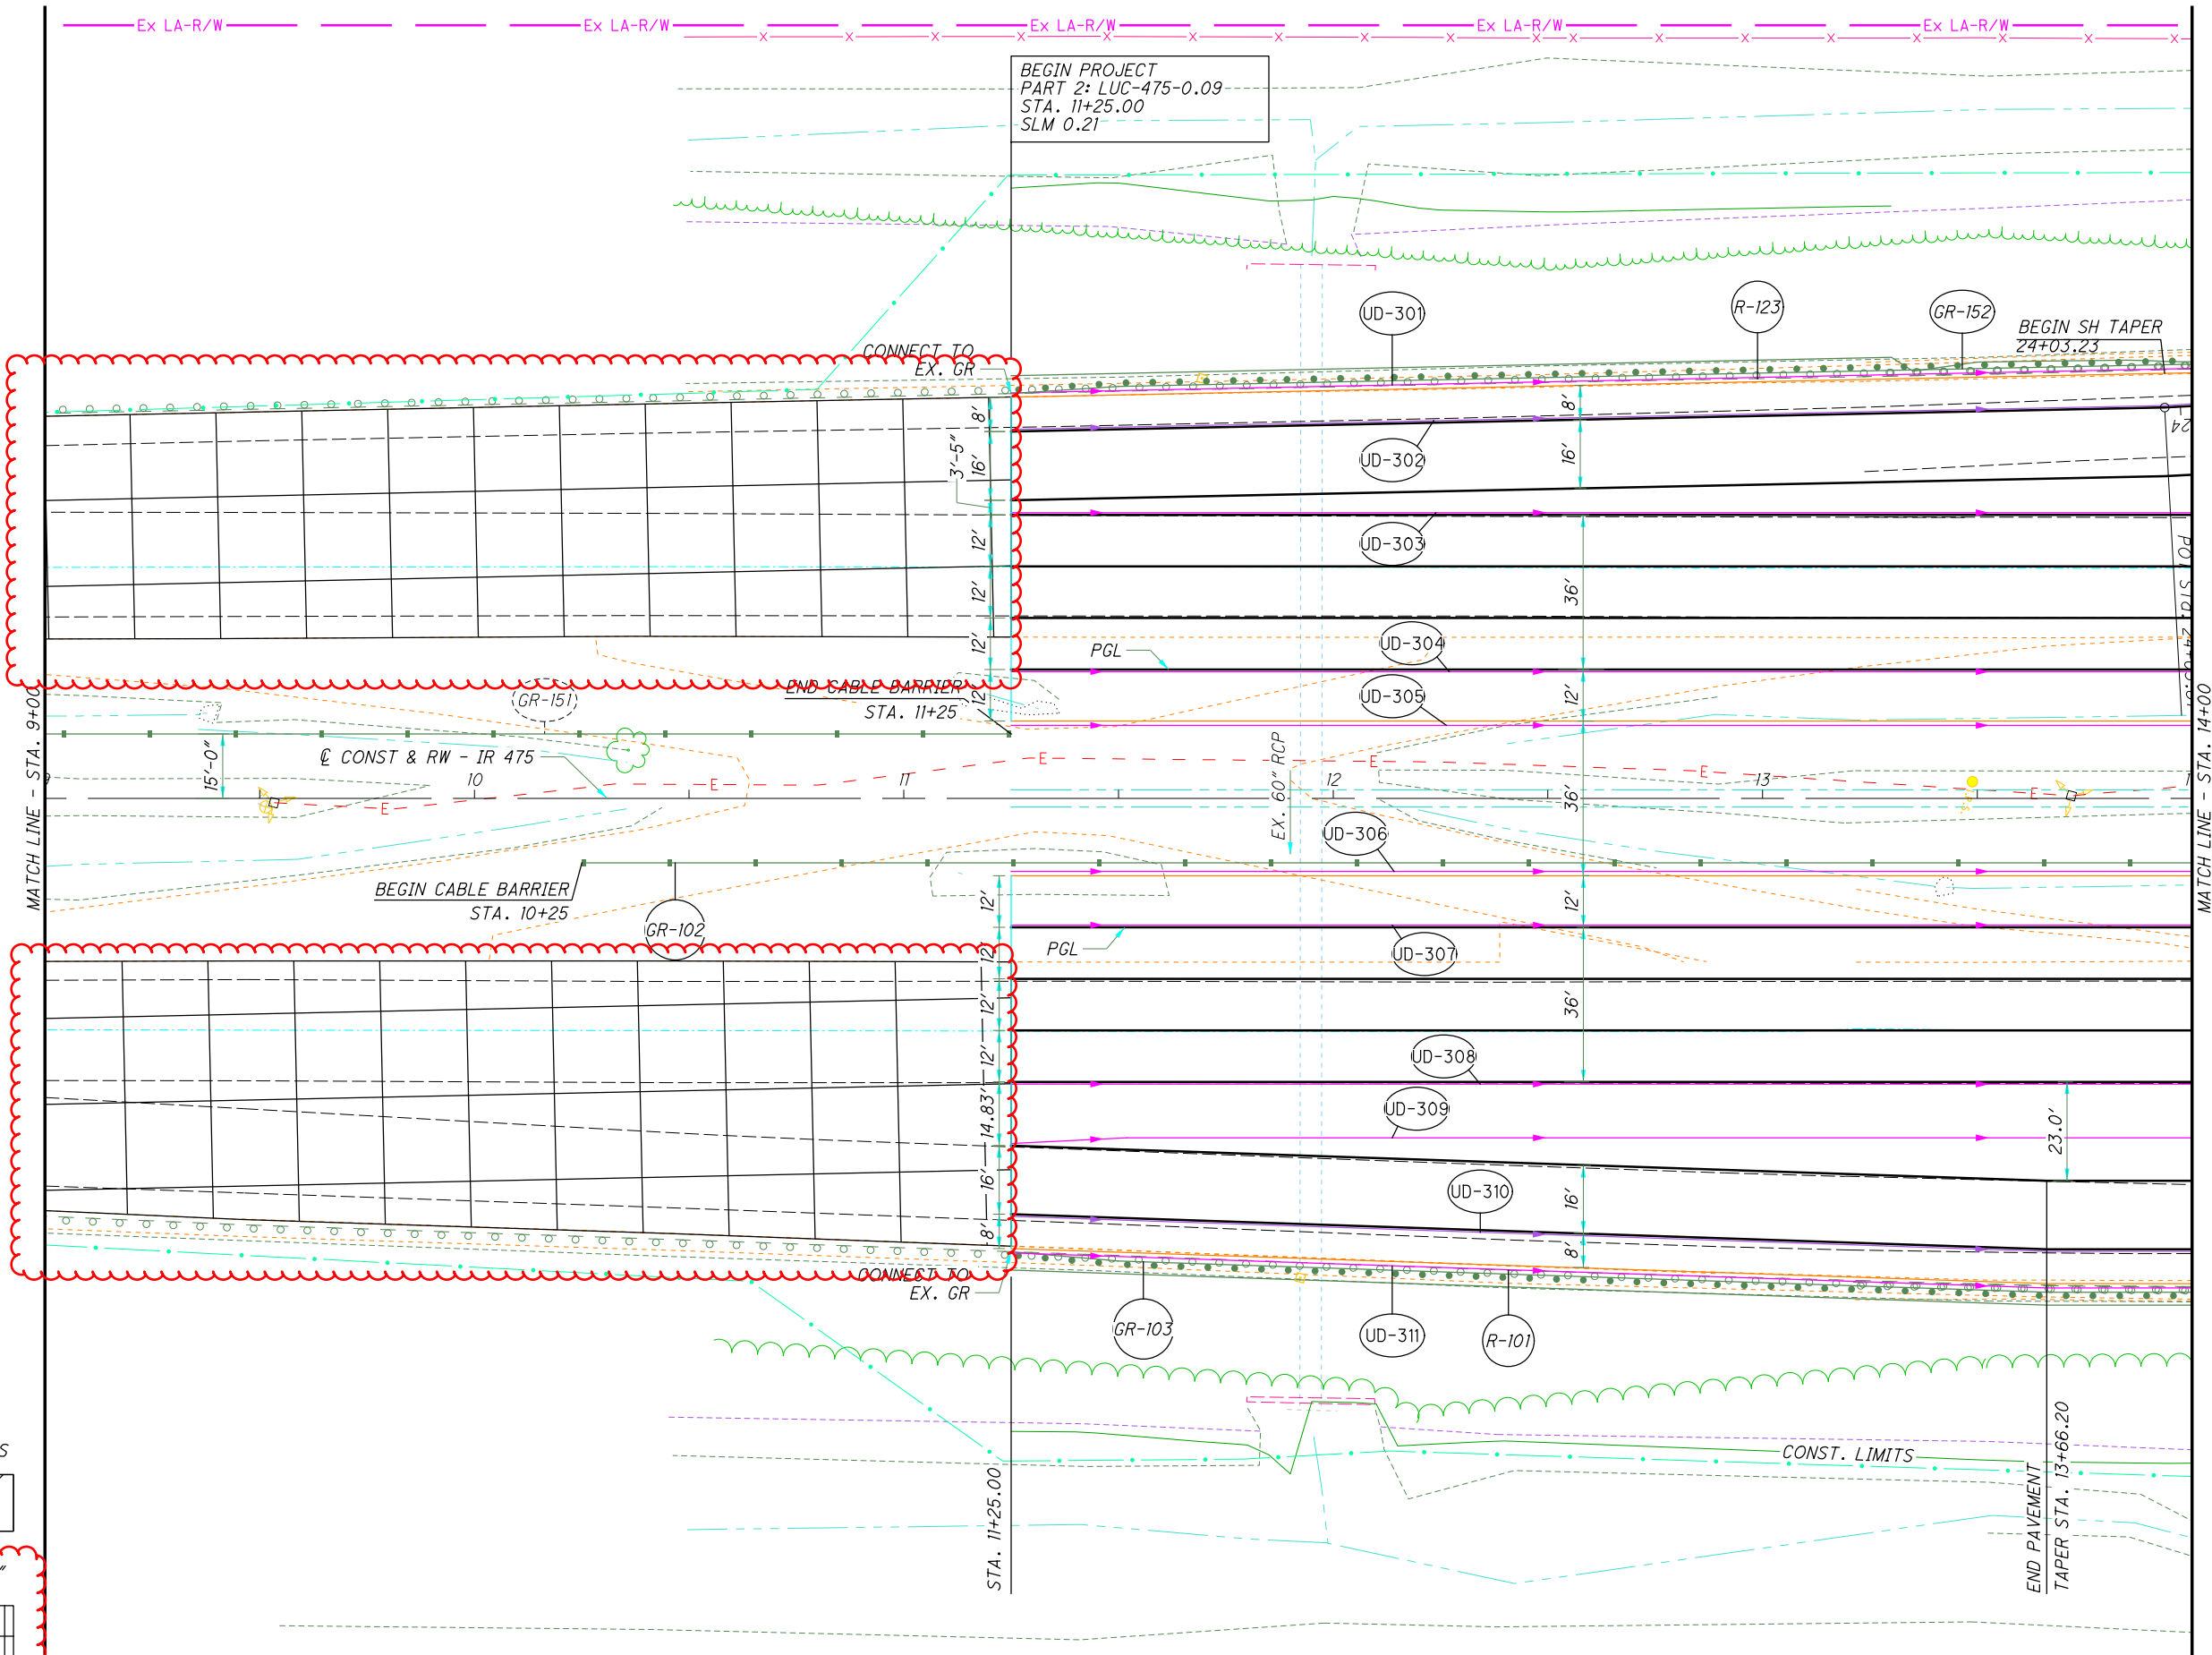 Ex LA-R/W Ex LA-R/W Ex LA-R/W Ex LA-R/W Ex LA-R/W
BEGIN PROJECT
PART 2: LUC-475-0.09
STA. 11+25.00
SLM 0.21
UD-301
R-123
GR-152
BEGIN SH TAPER
24+03.23
CONNECT TO
EX. GR
8'
8'
24
3'-5"
16'
16'
UD-302
UD-303
12'
12'
36'
12'
UD-304
PGL
MATCH LINE - STA. 9+00
GR-151
END CABLE BARRIER
STA. 11+25
12'
UD-305
12'
MATCH LINE - STA. 14+00
15'-0"
℄ CONST & RW - IR 475
E E E E E E
9 10 11 12 13
EX. 60" RCP
36'
UD-306
BEGIN CABLE BARRIER
STA. 10+25
GR-102
12'
12'
PGL
UD-307
12'
12'
36'
12'
UD-308
UD-309
14.83'
23.0'
16'
UD-310
16'
8'
8'
CONNECT TO
EX. GR
GR-103
UD-311
R-101
CONST. LIMITS
STA. 11+25.00
END PAVEMENT
TAPER STA. 13+66.20
S